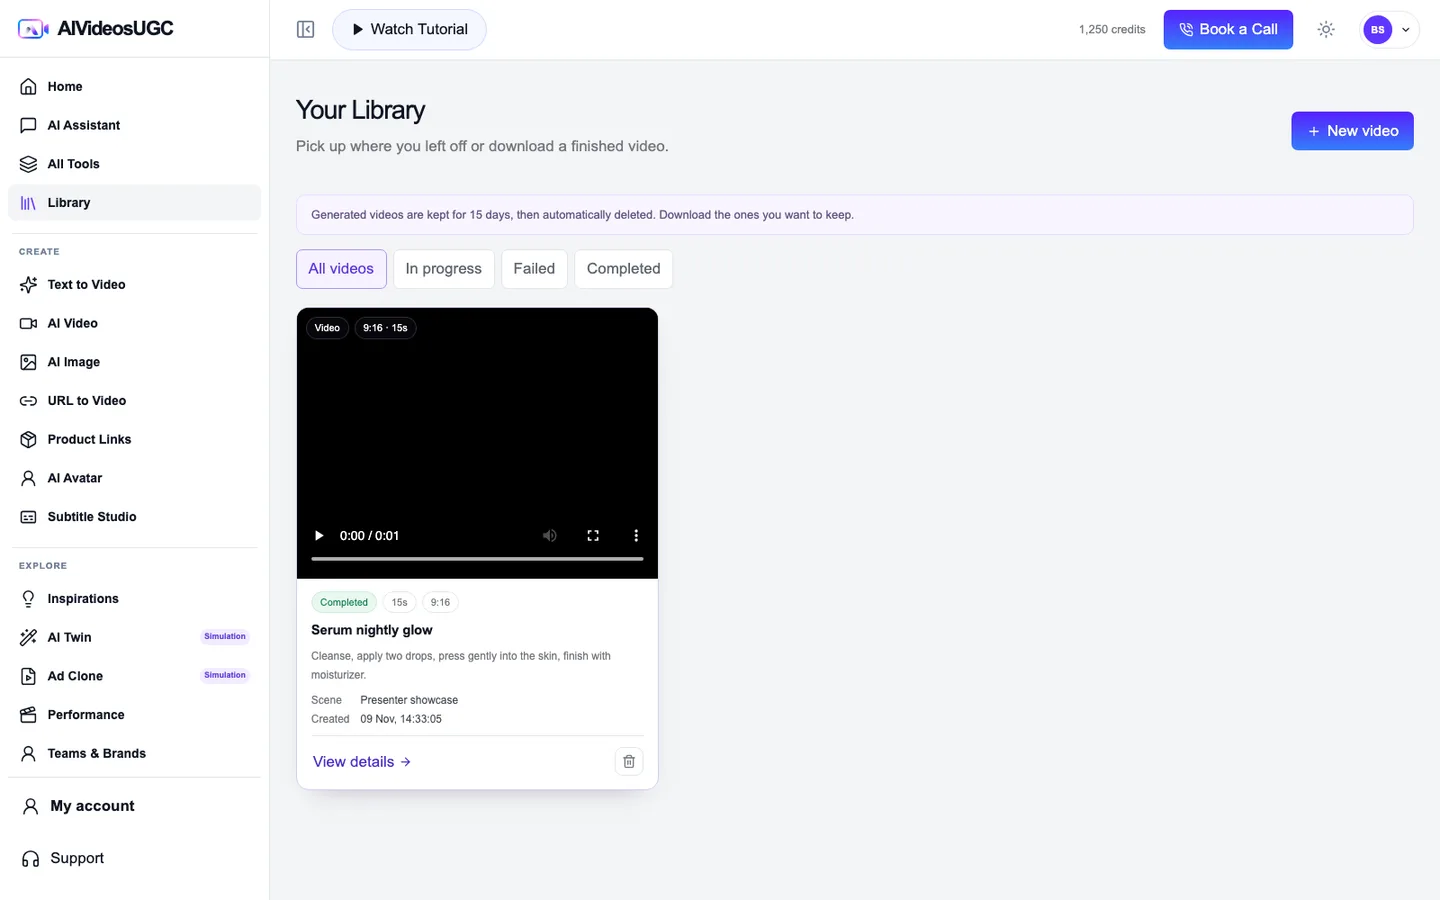 AIVideosUGC
Watch Tutorial
1,250 credits
Book a Call
BS
Home
AI Assistant
All Tools
Library
CREATE
Text to Video
AI Video
AI Image
URL to Video
Product Links
AI Avatar
Subtitle Studio
EXPLORE
Inspirations
AI Twin Simulation
Ad Clone Simulation
Performance
Teams & Brands
My account
Support
Your Library
Pick up where you left off or download a finished video.
+ New video
Generated videos are kept for 15 days, then automatically deleted. Download the ones you want to keep.
All videos In progress Failed Completed
Video 9:16 · 15s
0:00 / 0:01
Completed 15s 9:16
Serum nightly glow
Cleanse, apply two drops, press gently into the skin, finish with
moisturizer.
Scene Presenter showcase
Created 09 Nov, 14:33:05
View details →